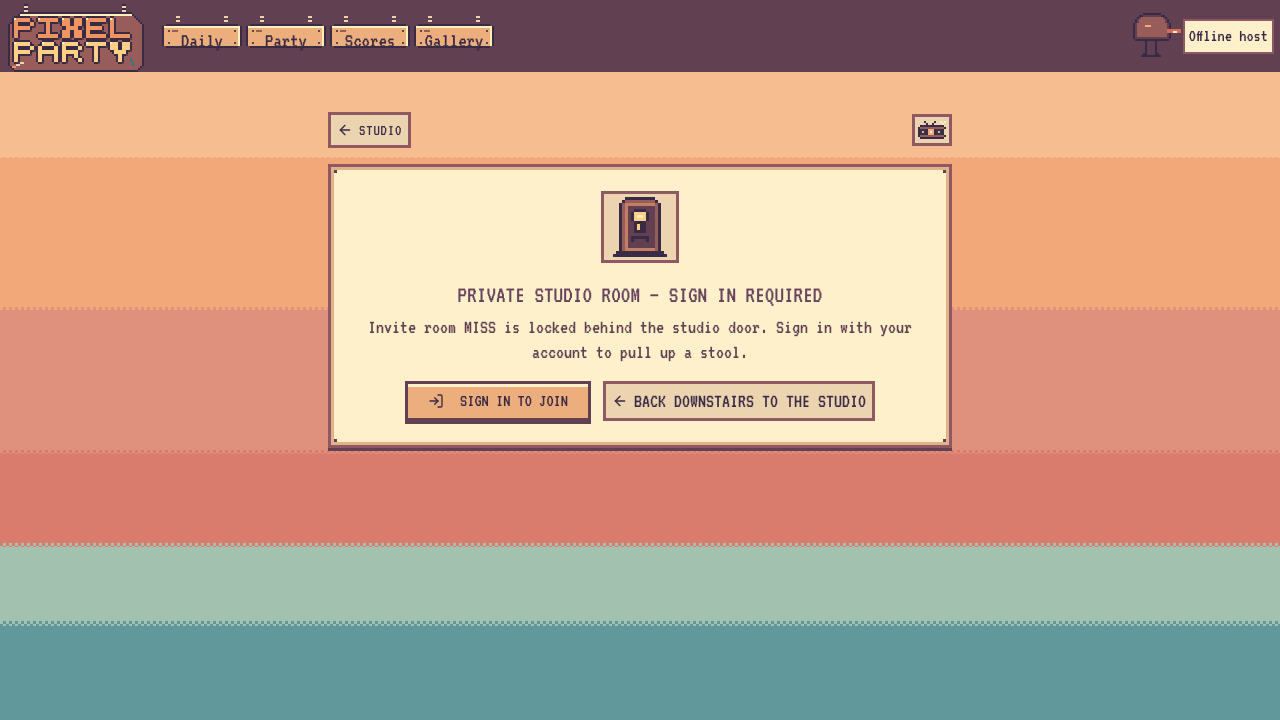 PIXEL
PARTY
Daily
Party
Scores
Gallery
Offline host
STUDIO
PRIVATE STUDIO ROOM – SIGN IN REQUIRED
Invite room MISS is locked behind the studio door. Sign in with your
account to pull up a stool.
SIGN IN TO JOIN
BACK DOWNSTAIRS TO THE STUDIO